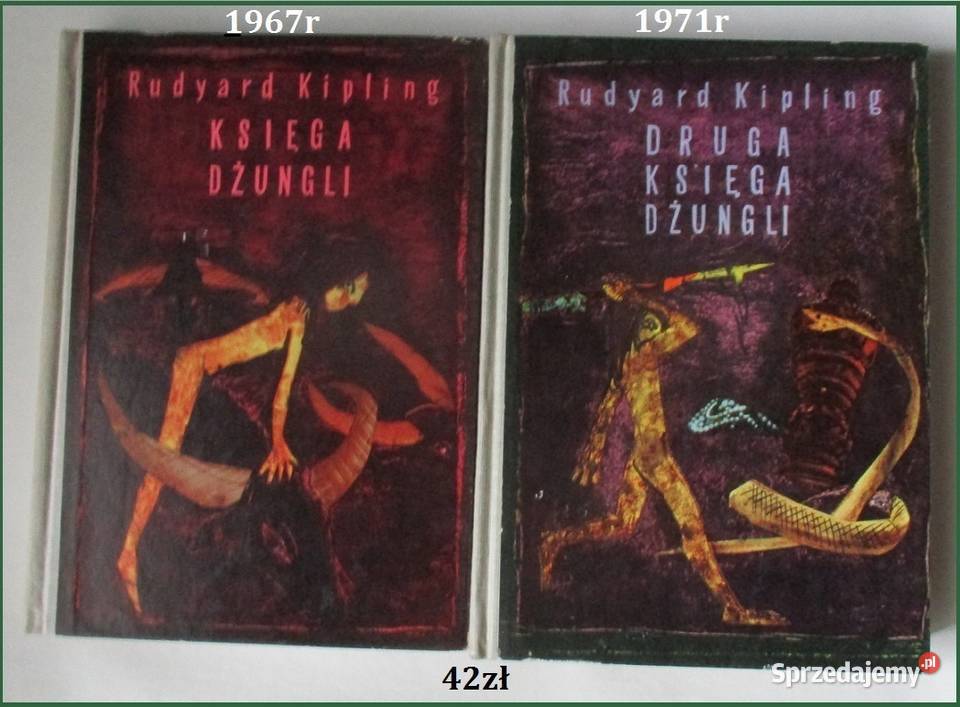 1967r
1971r
Rudyard Kipling
KSIĘGA
DŻUNGLI
Rudyard Kipling
DRUGA
KSIĘGA
DŻUNGLI
42zł
Sprzedajemy.pl